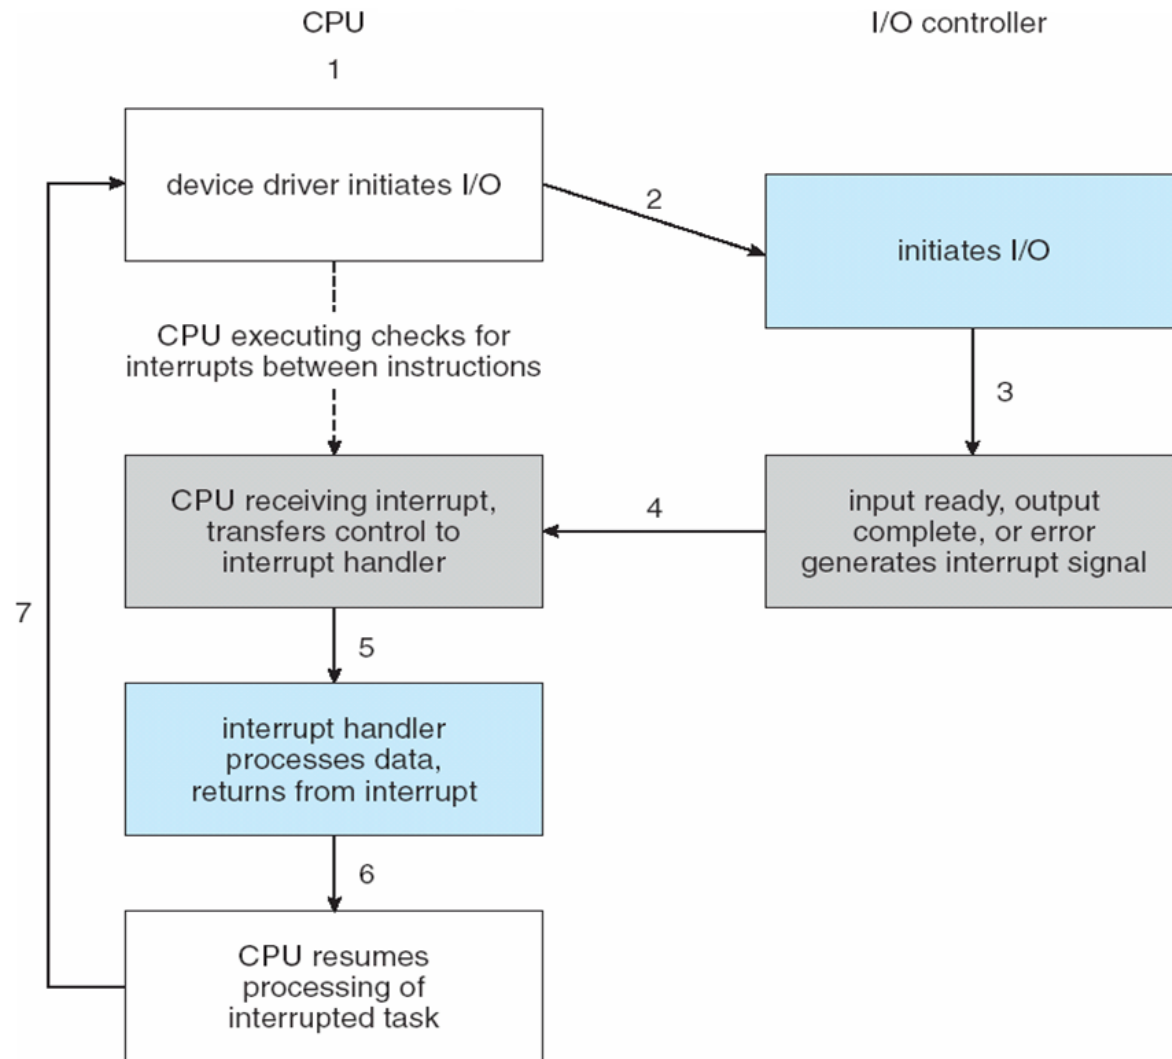 CPU
I/O controller
1
device driver initiates I/O
2
initiates I/O
CPU executing checks for
interrupts between instructions
3
CPU receiving interrupt,
transfers control to
interrupt handler
4
input ready, output
complete, or error
generates interrupt signal
7
5
interrupt handler
processes data,
returns from interrupt
6
CPU resumes
processing of
interrupted task